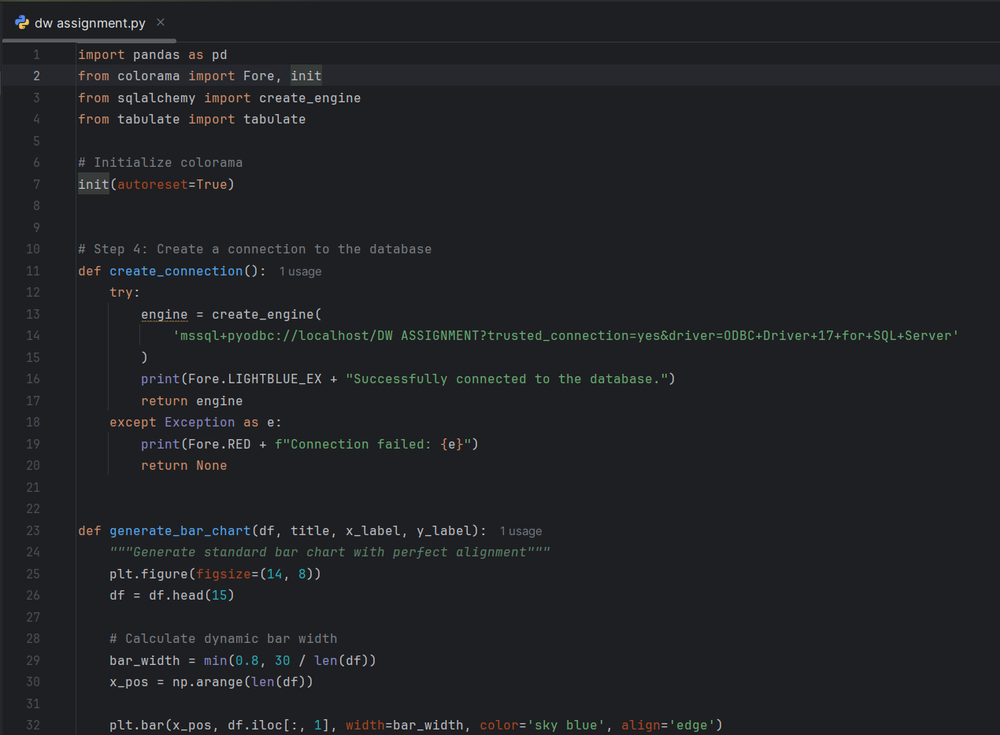 dw assignment.py
1 import pandas as pd
2 from colorama import Fore, init
3 from sqlalchemy import create_engine
4 from tabulate import tabulate
5
6 # Initialize colorama
7 init(autoreset=True)
8
9
10 # Step 4: Create a connection to the database
11 def create_connection(): 1 usage
12     try:
13         engine = create_engine(
14             'mssql+pyodbc://localhost/DW ASSIGNMENT?trusted_connection=yes&driver=ODBC+Driver+17+for+SQL+Server'
15         )
16         print(Fore.LIGHTBLUE_EX + "Successfully connected to the database.")
17         return engine
18     except Exception as e:
19         print(Fore.RED + f"Connection failed: {e}")
20         return None
21
22
23 def generate_bar_chart(df, title, x_label, y_label): 1 usage
24     """Generate standard bar chart with perfect alignment"""
25     plt.figure(figsize=(14, 8))
26     df = df.head(15)
27
28     # Calculate dynamic bar width
29     bar_width = min(0.8, 30 / len(df))
30     x_pos = np.arange(len(df))
31
32     plt.bar(x_pos, df.iloc[:, 1], width=bar_width, color='sky blue', align='edge')